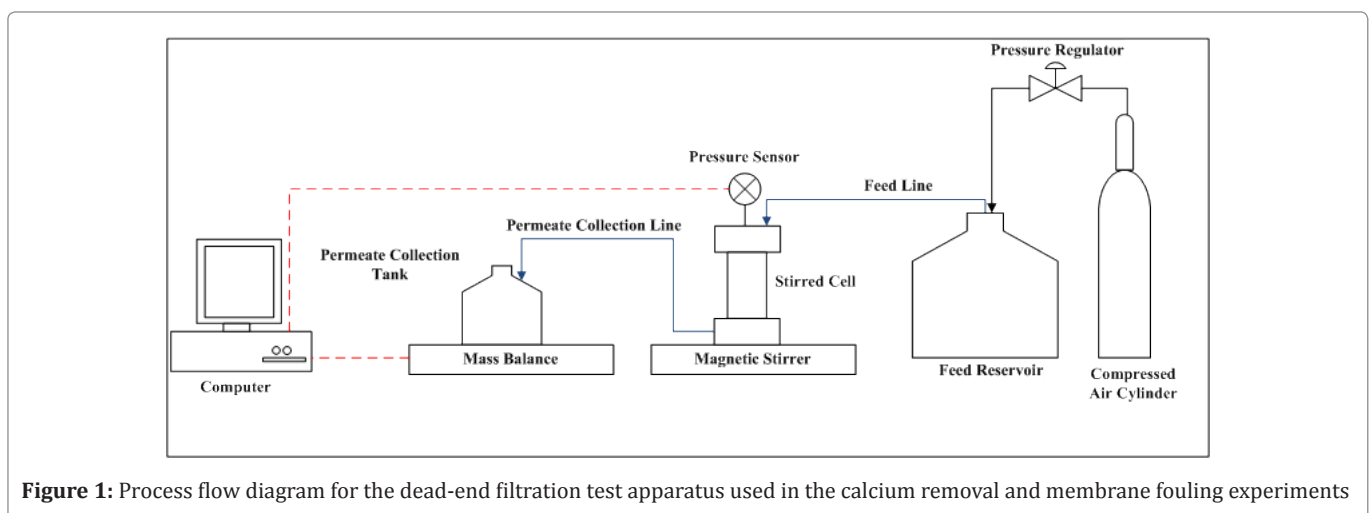 Pressure Regulator
Pressure Sensor
Feed Line
Permeate Collection Line
Permeate Collection
Tank
Stirred Cell
Mass Balance
Magnetic Stirrer
Feed Reservoir
Computer
Compressed
Air Cylinder
Figure 1: Process flow diagram for the dead-end filtration test apparatus used in the calcium removal and membrane fouling experiments